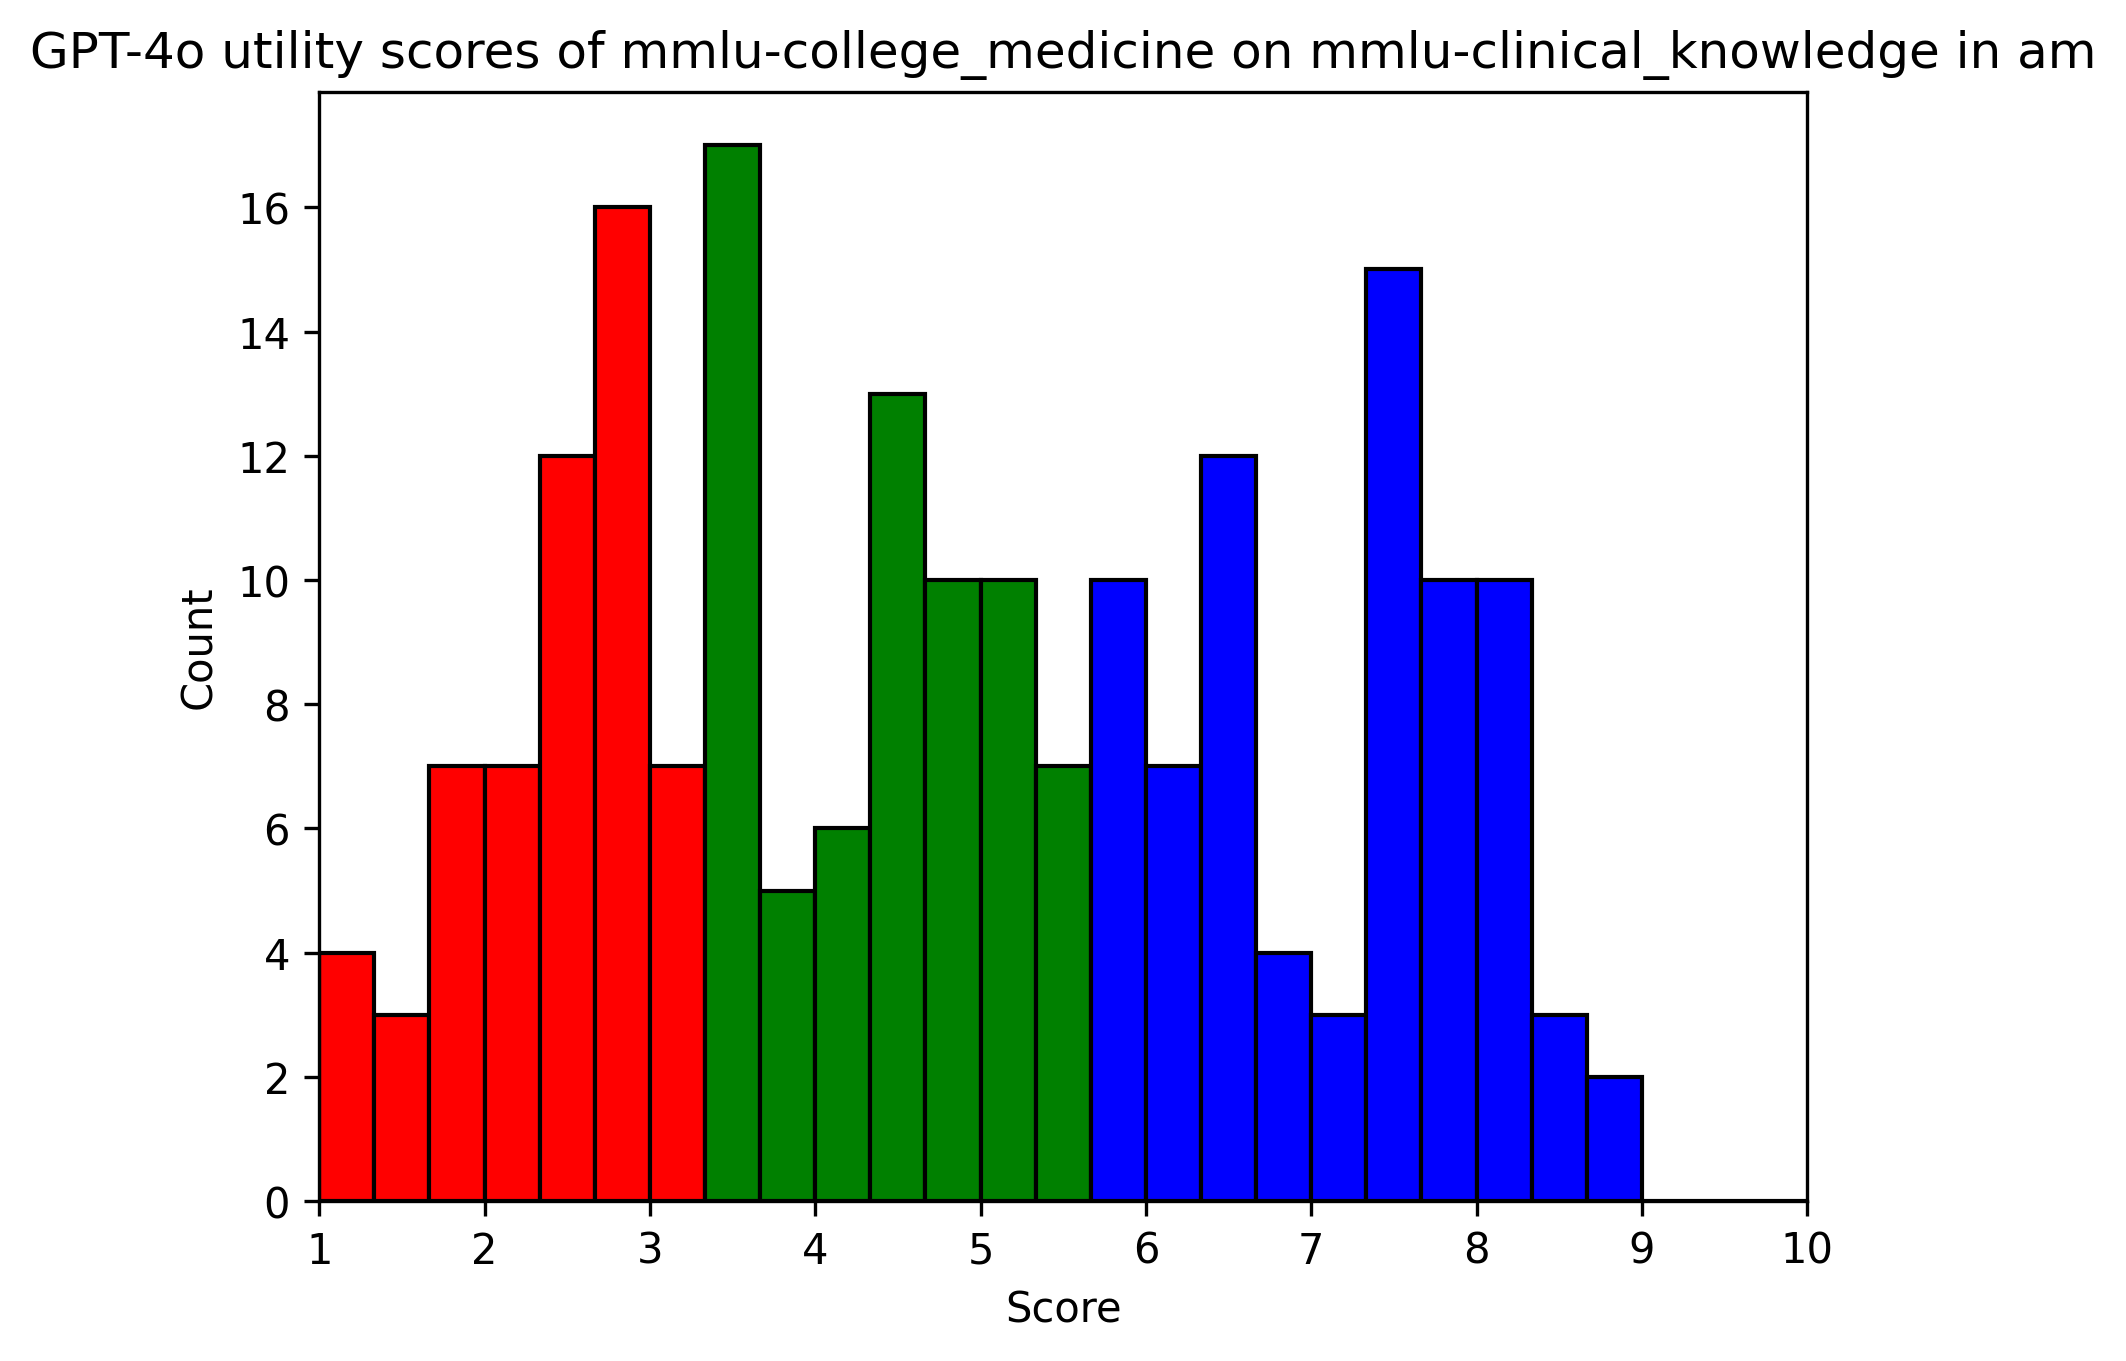 GPT-4o utility scores of mmlu-college_medicine on mmlu-clinical_knowledge in am
16
14
12
10
8
6
4
2
0
Count
1 2 3 4 5 6 7 8 9 10
Score